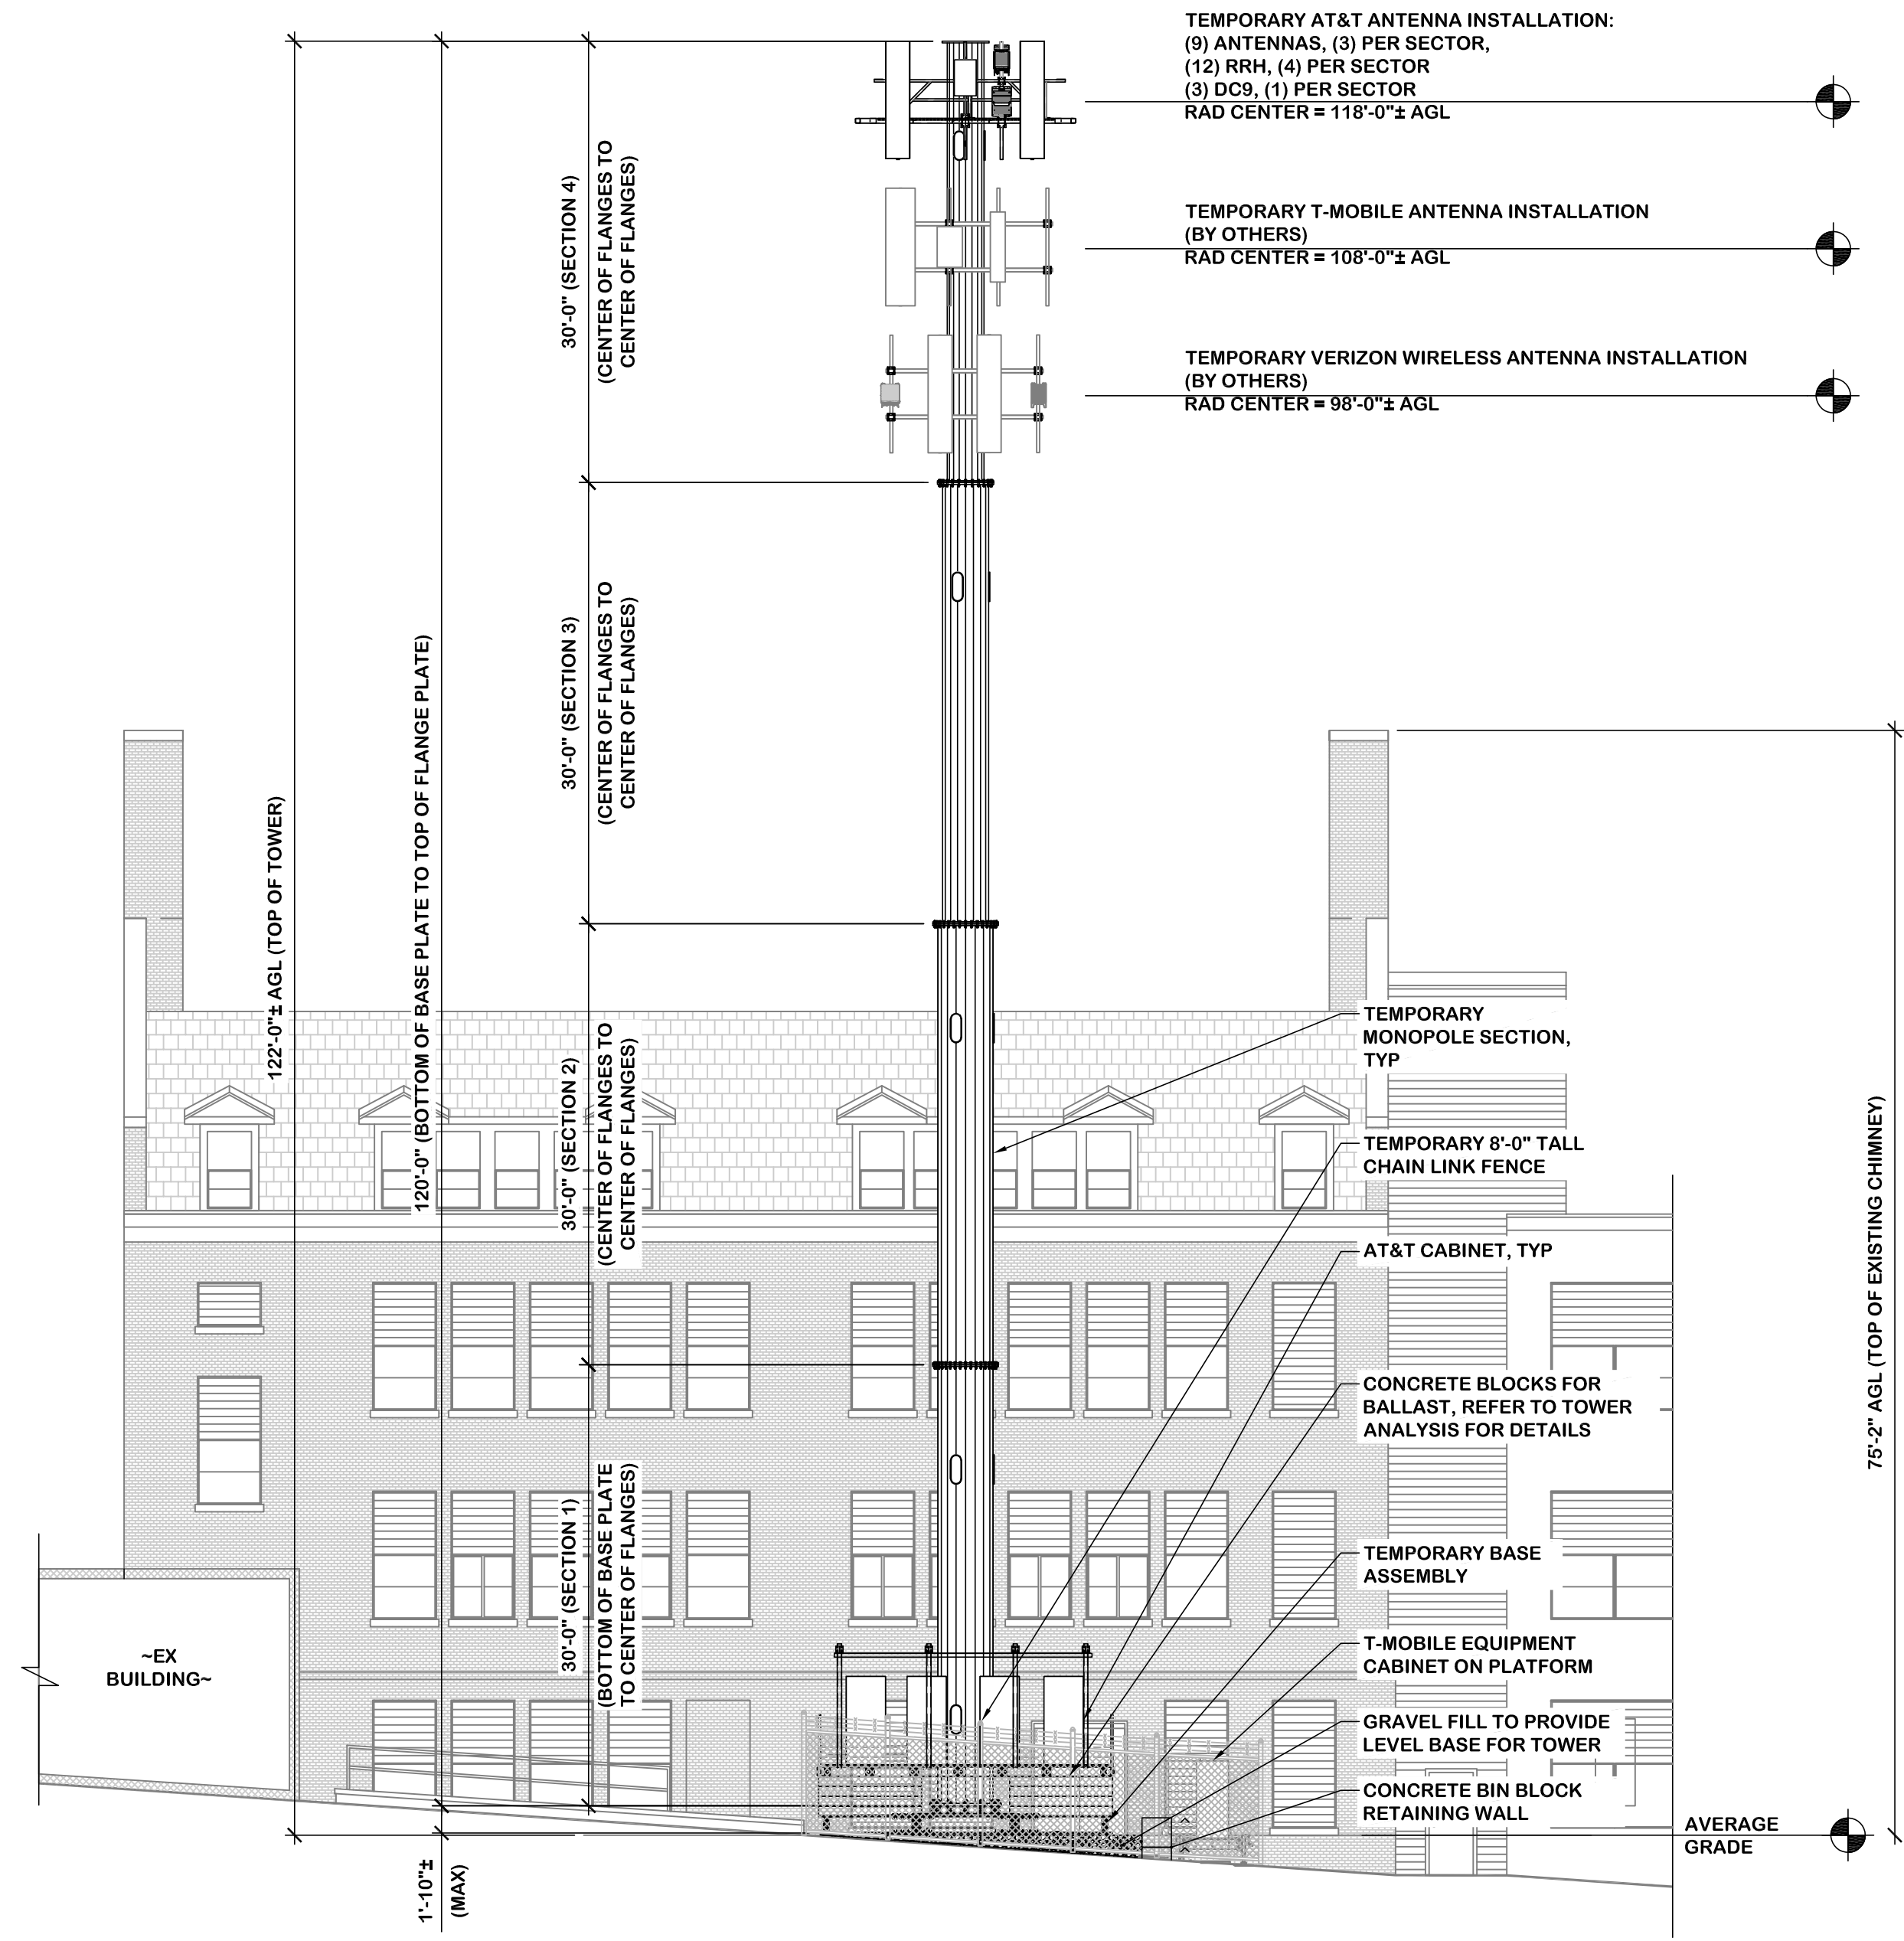 TEMPORARY AT&T ANTENNA INSTALLATION:
(9) ANTENNAS, (3) PER SECTOR,
(12) RRH, (4) PER SECTOR
(3) DC9, (1) PER SECTOR
RAD CENTER = 118'-0"± AGL
TEMPORARY T-MOBILE ANTENNA INSTALLATION
(BY OTHERS)
RAD CENTER = 108'-0"± AGL
TEMPORARY VERIZON WIRELESS ANTENNA INSTALLATION
(BY OTHERS)
RAD CENTER = 98'-0"± AGL
122'-0"± AGL (TOP OF TOWER)
120'-0" (BOTTOM OF BASE PLATE TO TOP OF FLANGE PLATE)
30'-0" (SECTION 4)
(CENTER OF FLANGES TO
CENTER OF FLANGES)
30'-0" (SECTION 3)
(CENTER OF FLANGES TO
CENTER OF FLANGES)
30'-0" (SECTION 2)
(CENTER OF FLANGES TO
CENTER OF FLANGES)
30'-0" (SECTION 1)
(BOTTOM OF BASE PLATE
TO CENTER OF FLANGES)
1'-10"±
(MAX)
~EX
BUILDING~
TEMPORARY
MONOPOLE SECTION,
TYP
TEMPORARY 8'-0" TALL
CHAIN LINK FENCE
AT&T CABINET, TYP
CONCRETE BLOCKS FOR
BALLAST, REFER TO TOWER
ANALYSIS FOR DETAILS
TEMPORARY BASE
ASSEMBLY
T-MOBILE EQUIPMENT
CABINET ON PLATFORM
GRAVEL FILL TO PROVIDE
LEVEL BASE FOR TOWER
CONCRETE BIN BLOCK
RETAINING WALL
75'-2" AGL (TOP OF EXISTING CHIMNEY)
AVERAGE
GRADE